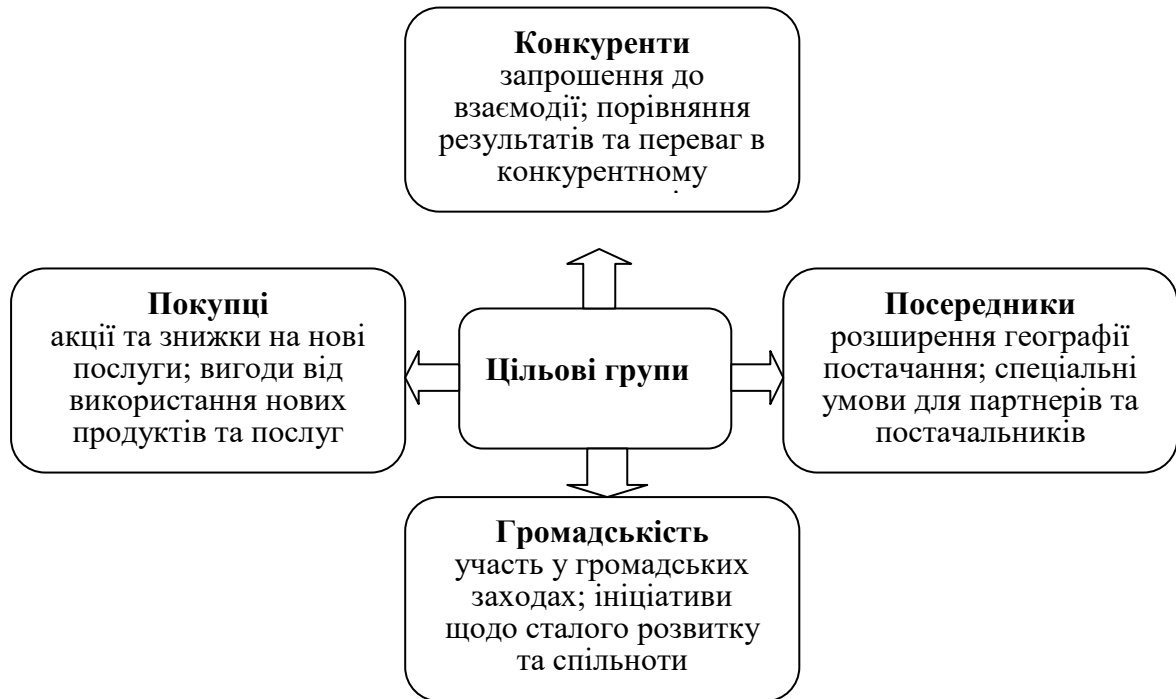 Конкуренти
запрошення до
взаємодії; порівняння
результатів та переваг в
конкурентному
Покупці
акції та знижки на нові
послуги; вигоди від
використання нових
продуктів та послуг
Цільові групи
Посередники
розширення географії
постачання; спеціальні
умови для партнерів та
постачальників
Громадськість
участь у громадських
заходах; ініціативи
щодо сталого розвитку
та спільноти